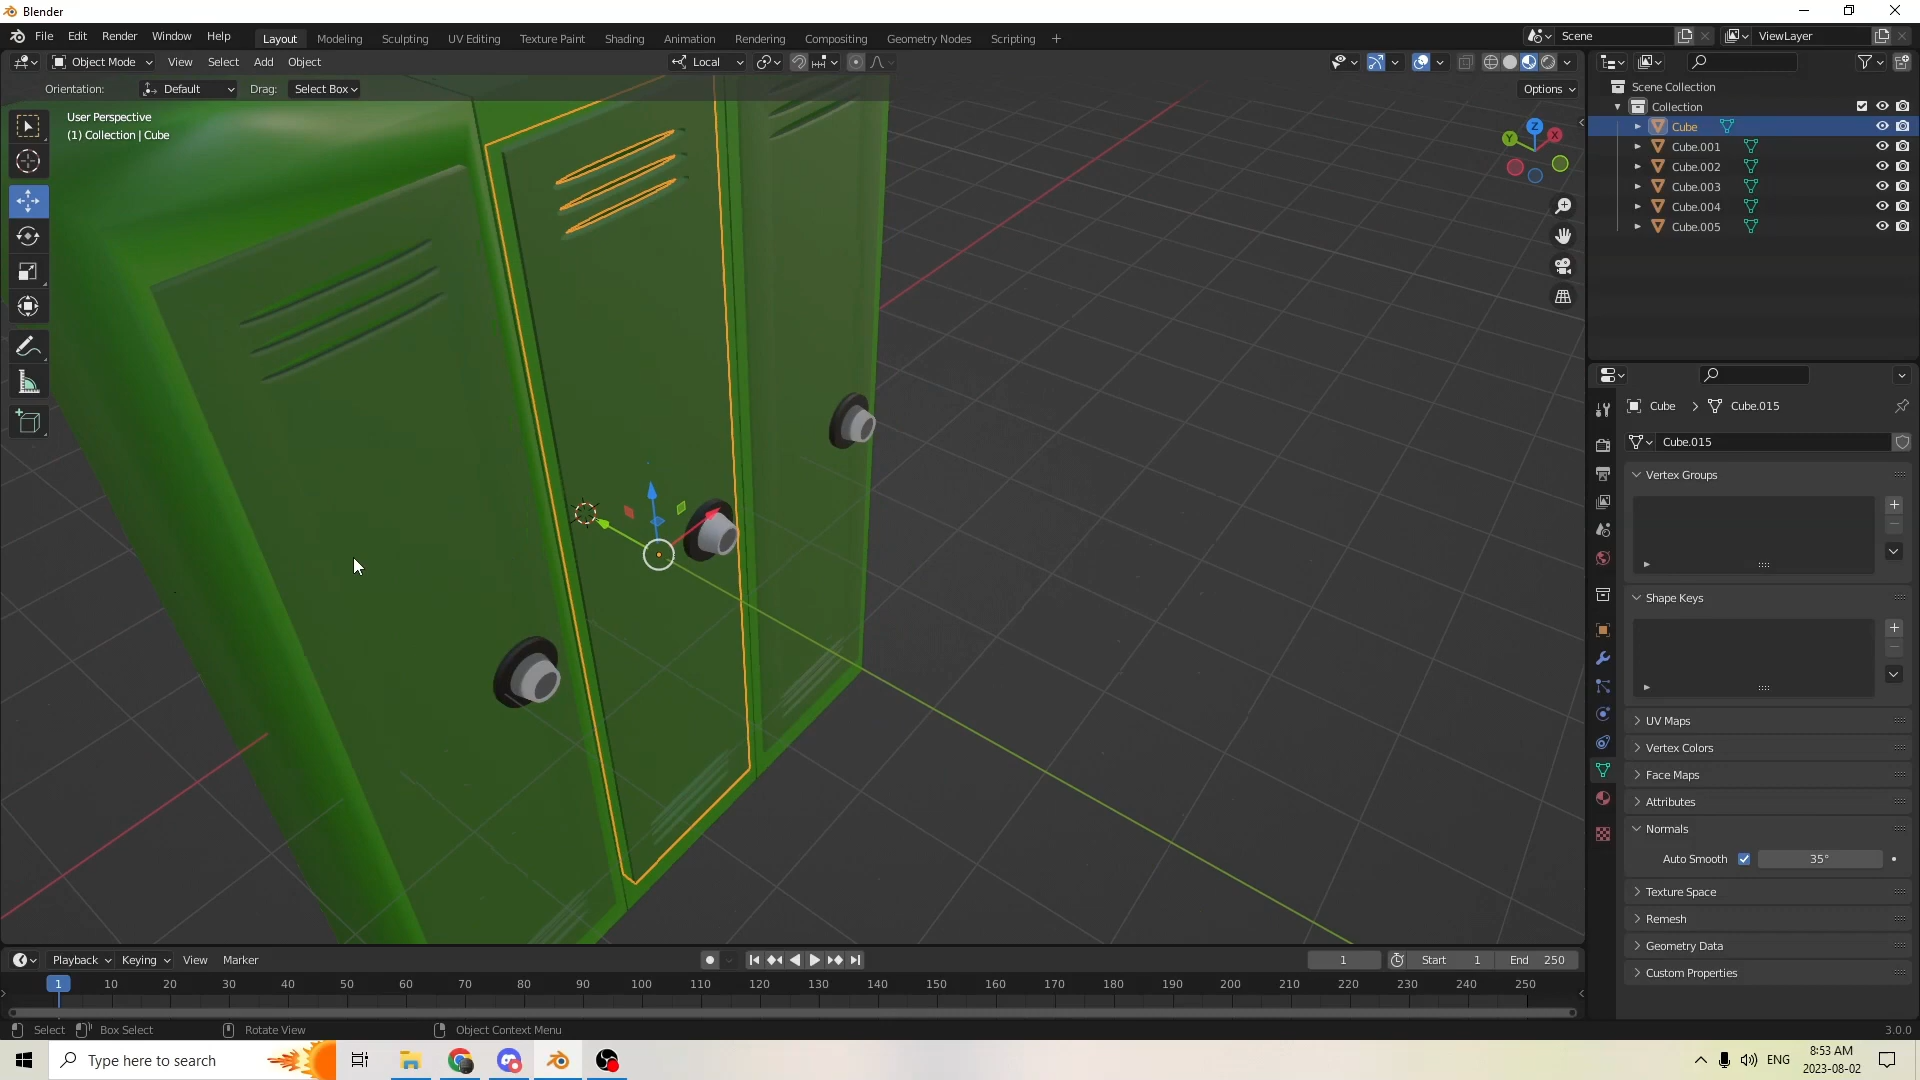 Blender
File Edit Render Window Help
Layout Modeling Sculpting UV Editing Texture Paint Shading Animation Rendering Compositing Geometry Nodes Scripting +
Scene
ViewLayer
Object Mode View Select Add Object
Local
Orientation: Default Drag: Select Box
Options
User Perspective
(1) Collection | Cube
X
Y
Z
Scene Collection
Collection
Cube
Cube.001
Cube.002
Cube.003
Cube.004
Cube.005
Cube > Cube.015
Cube.015
Vertex Groups
Shape Keys
UV Maps
Vertex Colors
Face Maps
Attributes
Normals
Auto Smooth 35°
Texture Space
Remesh
Geometry Data
Custom Properties
Playback Keying View Marker
1 Start 1 End 250
1 10 20 30 40 50 60 70 80 90 100 110 120 130 140 150 160 170 180 190 200 210 220 230 240 250
Select Box Select Rotate View Object Context Menu
3.0.0
Type here to search
ENG
8:53 AM
2023-08-02